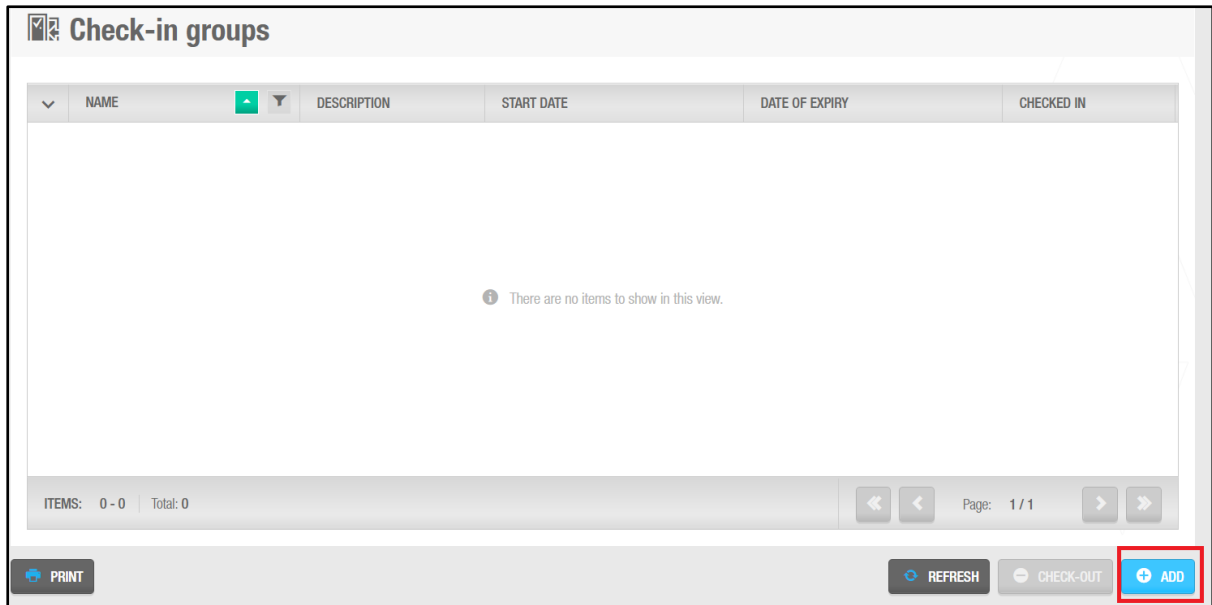 Check-in groups
NAME DESCRIPTION START DATE DATE OF EXPIRY CHECKED IN
There are no items to show in this view.
ITEMS: 0 - 0 Total: 0 Page: 1 / 1
PRINT REFRESH CHECK-OUT ADD